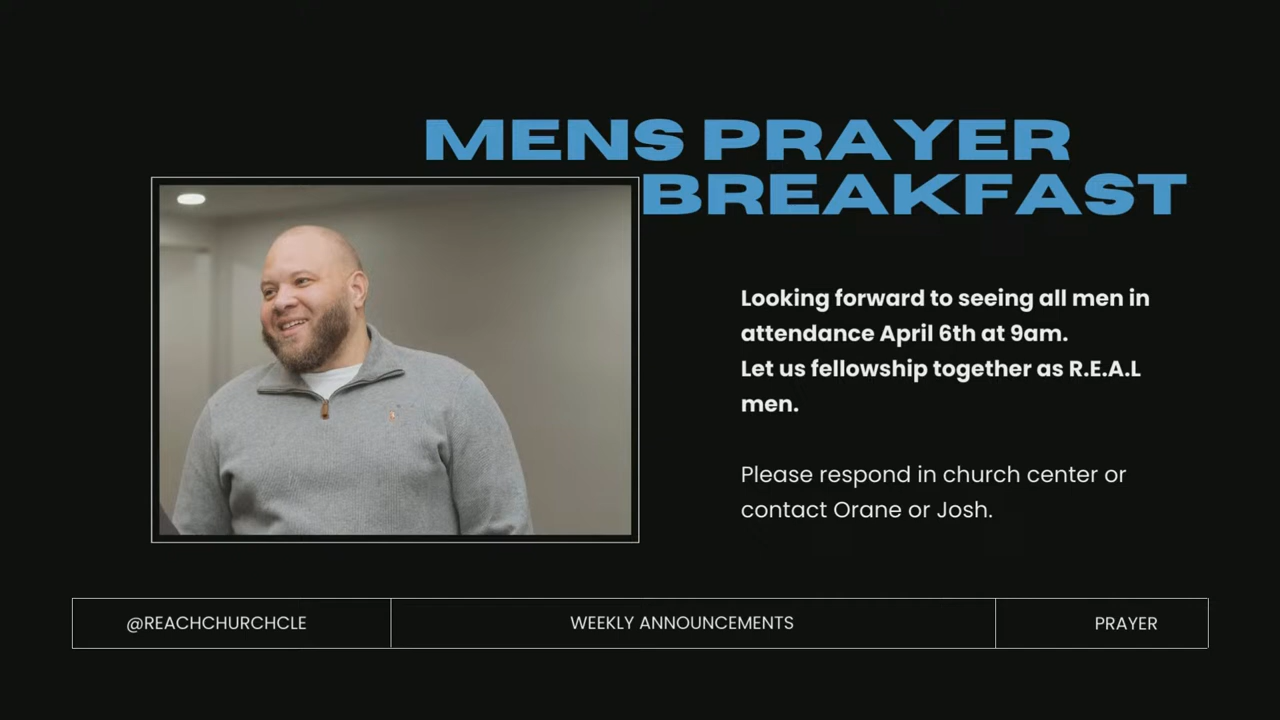 MENS PRAYER
BREAKFAST
Looking forward to seeing all men in
attendance April 6th at 9am.
Let us fellowship together as R.E.A.L
men.
Please respond in church center or
contact Orane or Josh.
@REACHCHURCHCLE
WEEKLY ANNOUNCEMENTS
PRAYER